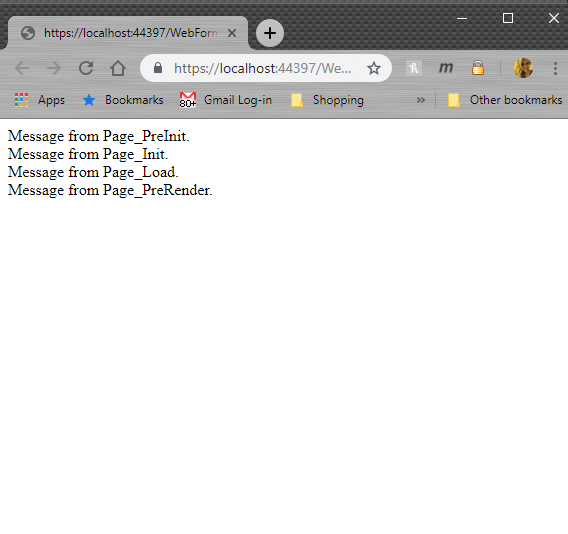 https://localhost:44397/WebForm
https://localhost:44397/We...
m
Apps
Bookmarks
80+
Gmail Log-in
Shopping
»
Other bookmarks
Message from Page_PreInit.
Message from Page_Init.
Message from Page_Load.
Message from Page_PreRender.